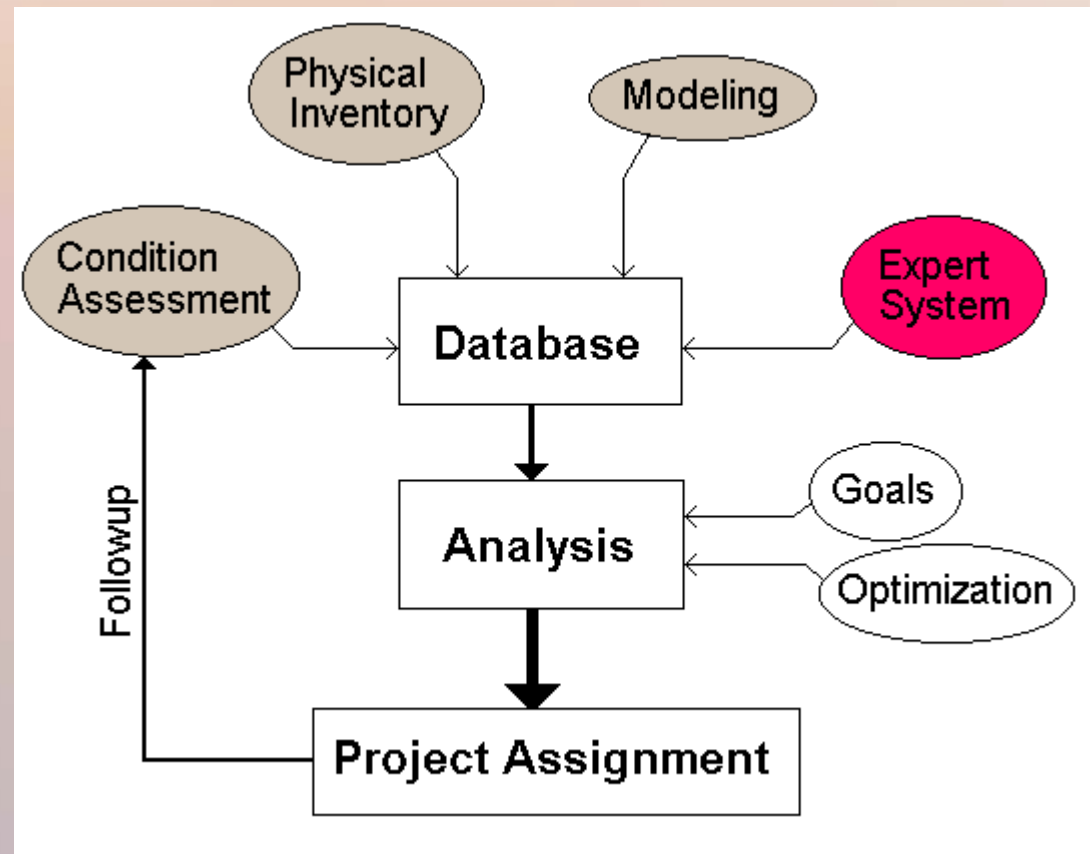 Physical
Inventory
Modeling
Condition
Assessment
Expert
System
Database
Goals
Analysis
Optimization
Followup
Project Assignment